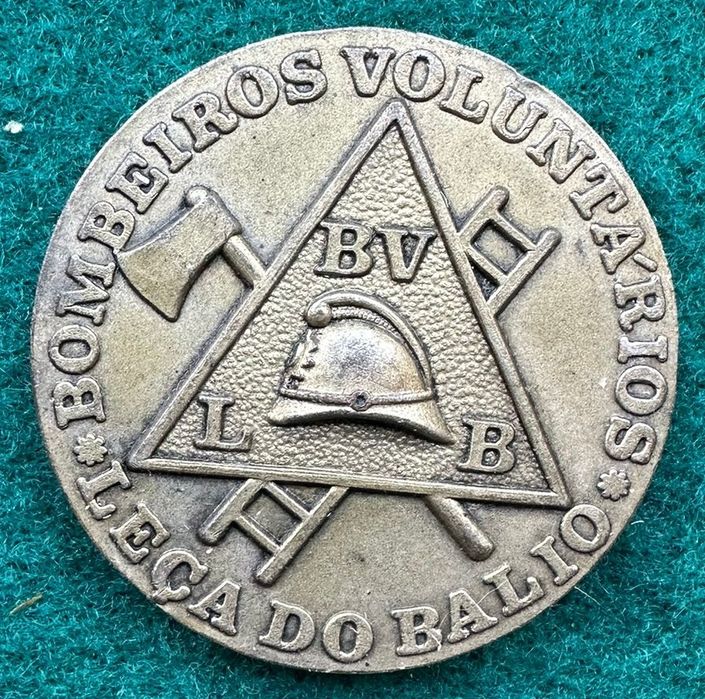 BOMBEIROS VOLUNTÁRIOS
BV
L B
* LEÇA DO BALIO *